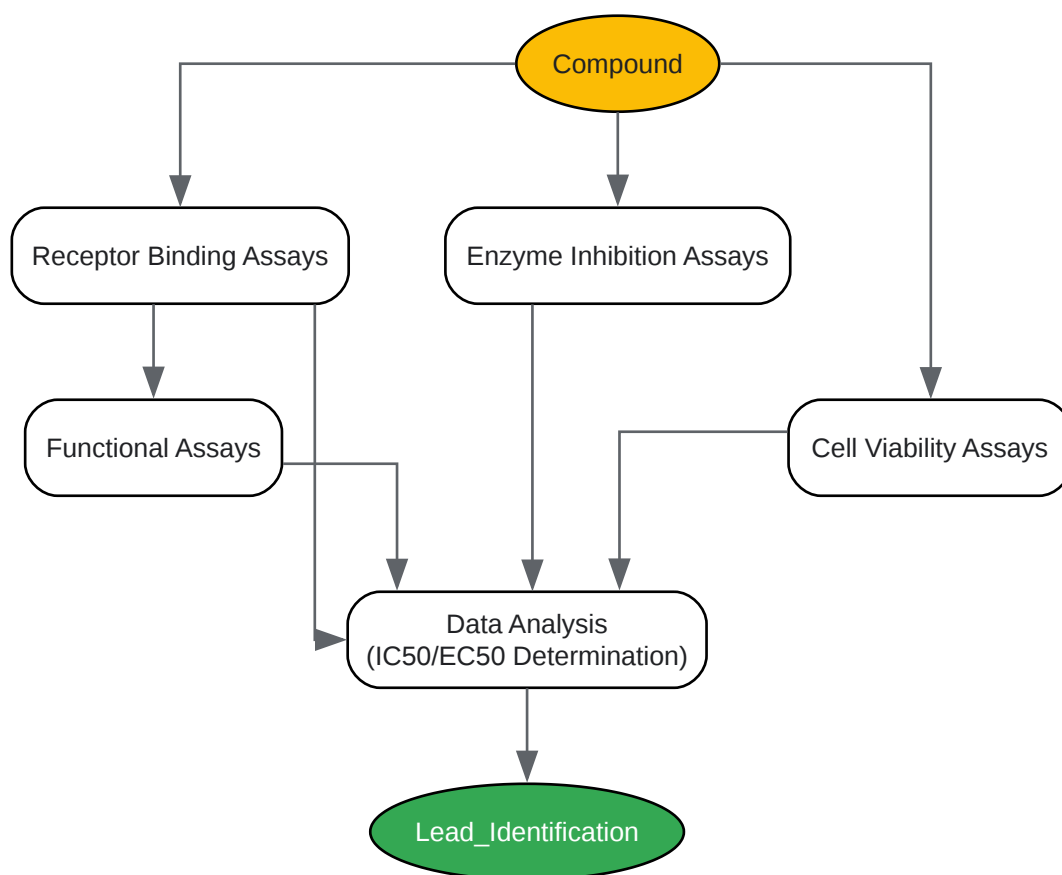 Compound
Receptor Binding Assays
Enzyme Inhibition Assays
Functional Assays
Cell Viability Assays
Data Analysis
(IC50/EC50 Determination)
Lead_Identification